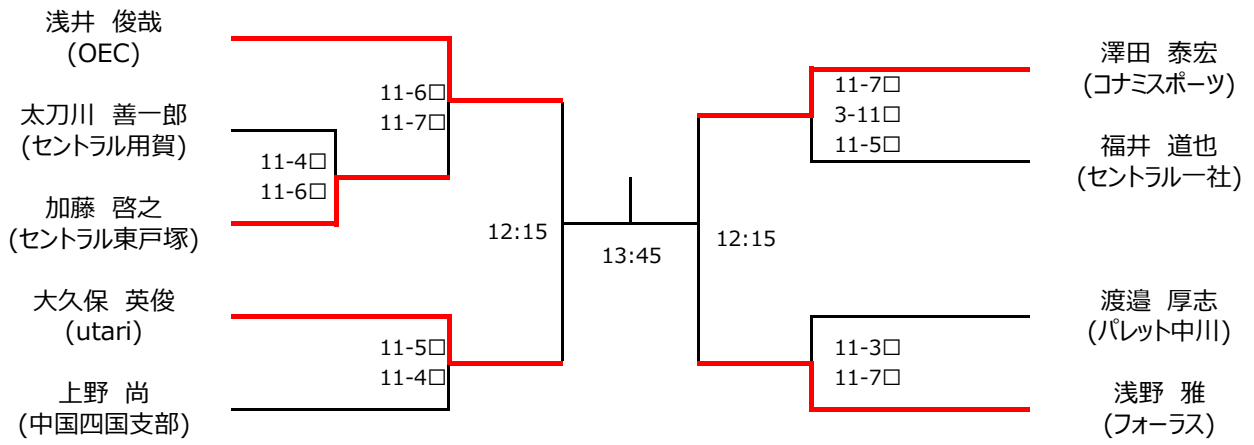 浅井 俊哉
(OEC)
太刀川 善一郎
(セントラル用賀)
加藤 啓之
(セントラル東戸塚)
大久保 英俊
(utari)
上野 尚
(中国四国支部)
11-4□
11-6□
11-6□
11-7□
11-5□
11-4□
12:15
13:45
12:15
11-7□
3-11□
11-5□
11-3□
11-7□
澤田 泰宏
(コナミスポーツ)
福井 道也
(セントラル一社)
渡邉 厚志
(パレット中川)
浅野 雅
(フォーラス)